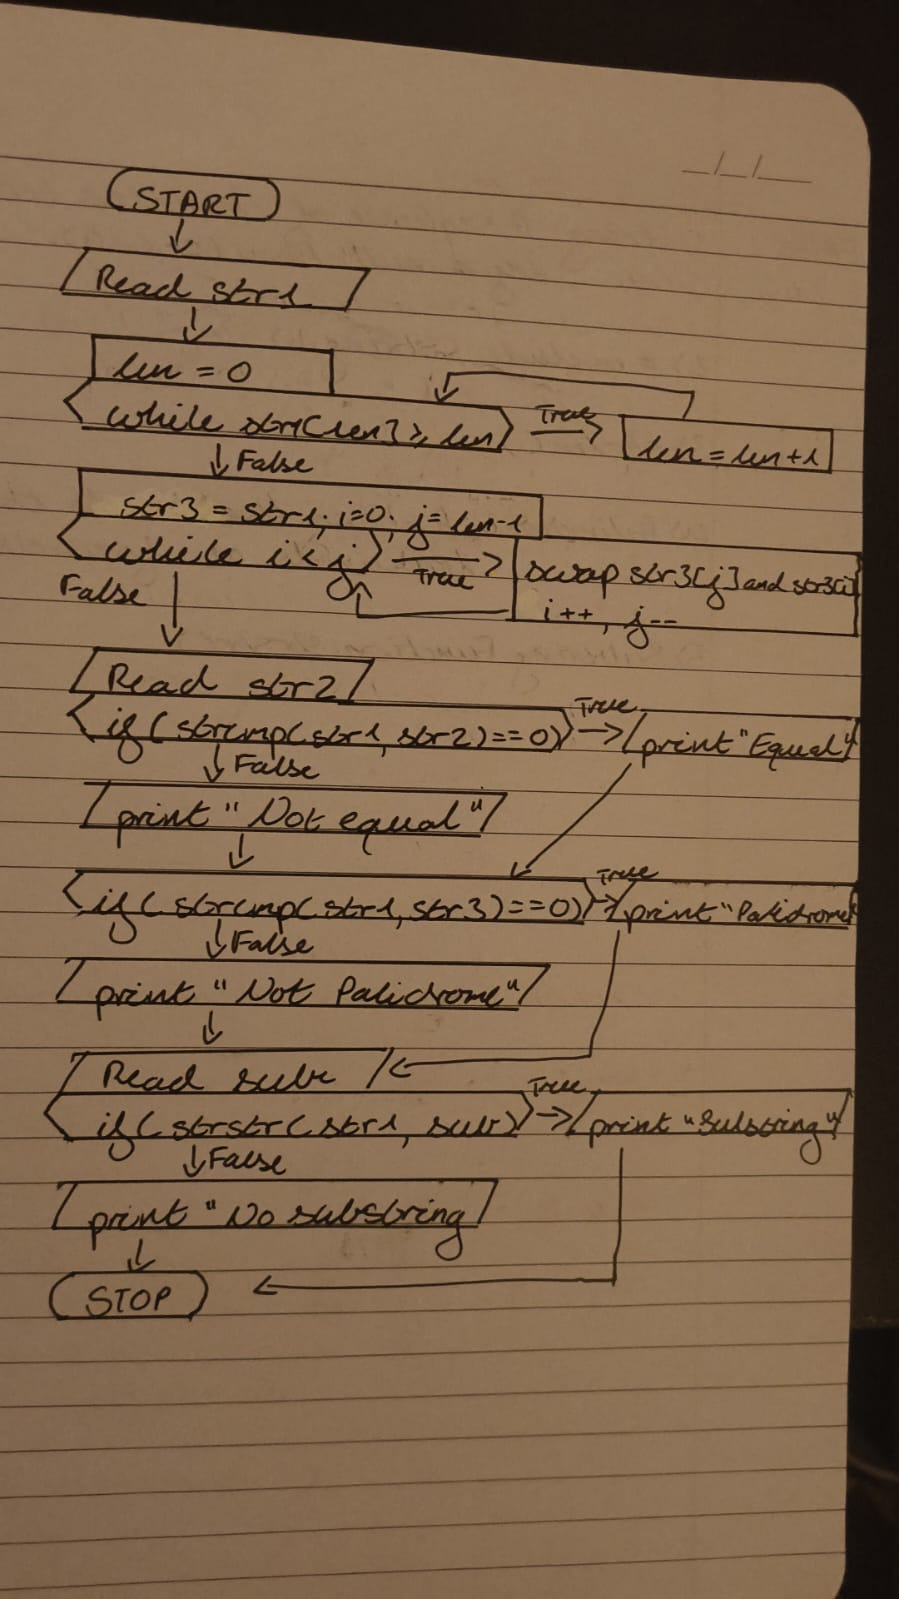 _/_/__
START
Read str1
len = 0
while str[len] > len
True
len = len+1
False
str3 = str1; i=0; j=len-1
while i<j
True
swap str3[j] and str3[i]
i++, j--
False
Read str2
if (strcmp(str1, str2)==0)
True
print "Equal"
False
print "Not equal"
if (strcmp(str1, str3)==0)
True
print "Palidrome"
False
print "Not Palidrome"
Read sub
if (strstr(str1, sub)
True
print "Substring"
False
print "No substring
STOP